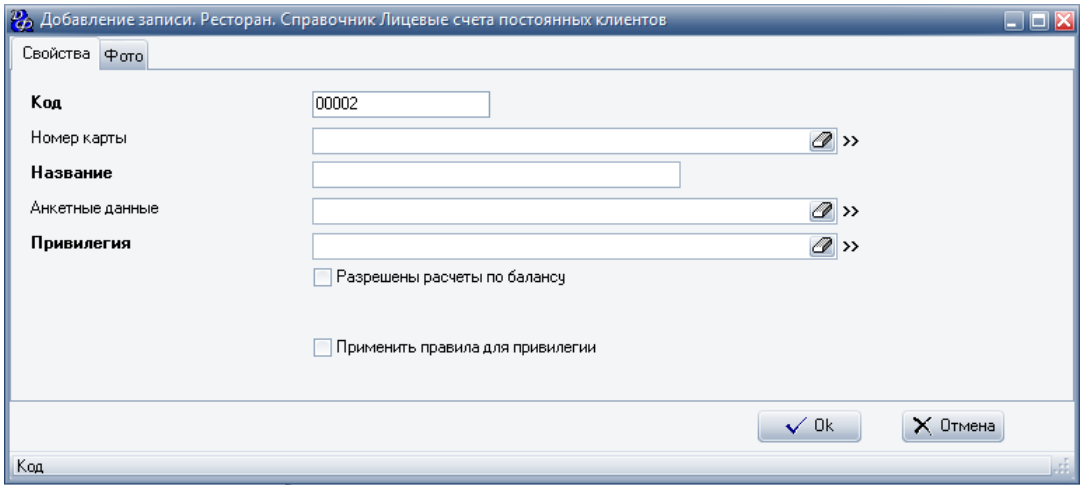 Добавление записи. Ресторан. Справочник Лицевые счета постоянных клиентов
Свойства Фото
Код 00002
Номер карты >>
Название
Анкетные данные >>
Привилегия >>
Разрешены расчеты по балансу
Применить правила для привилегии
Ok Отмена
Код